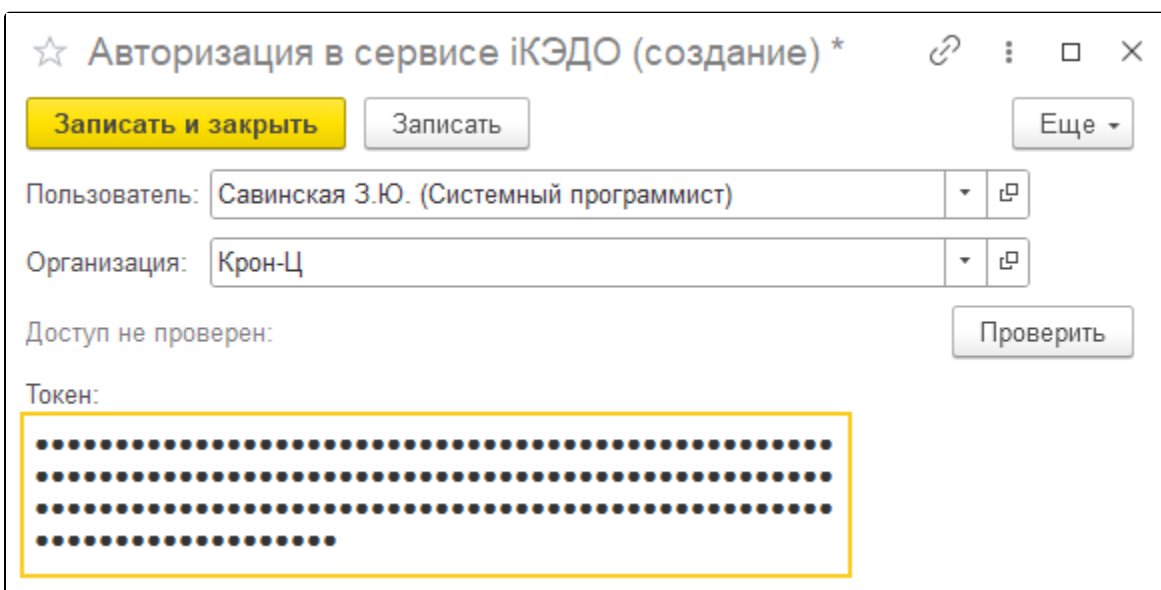 Авторизация в сервисе iКЭДО (создание) *
Записать и закрыть Записать Еще
Пользователь: Савинская З.Ю. (Системный программист)
Организация: Крон-Ц
Доступ не проверен: Проверить
Токен: